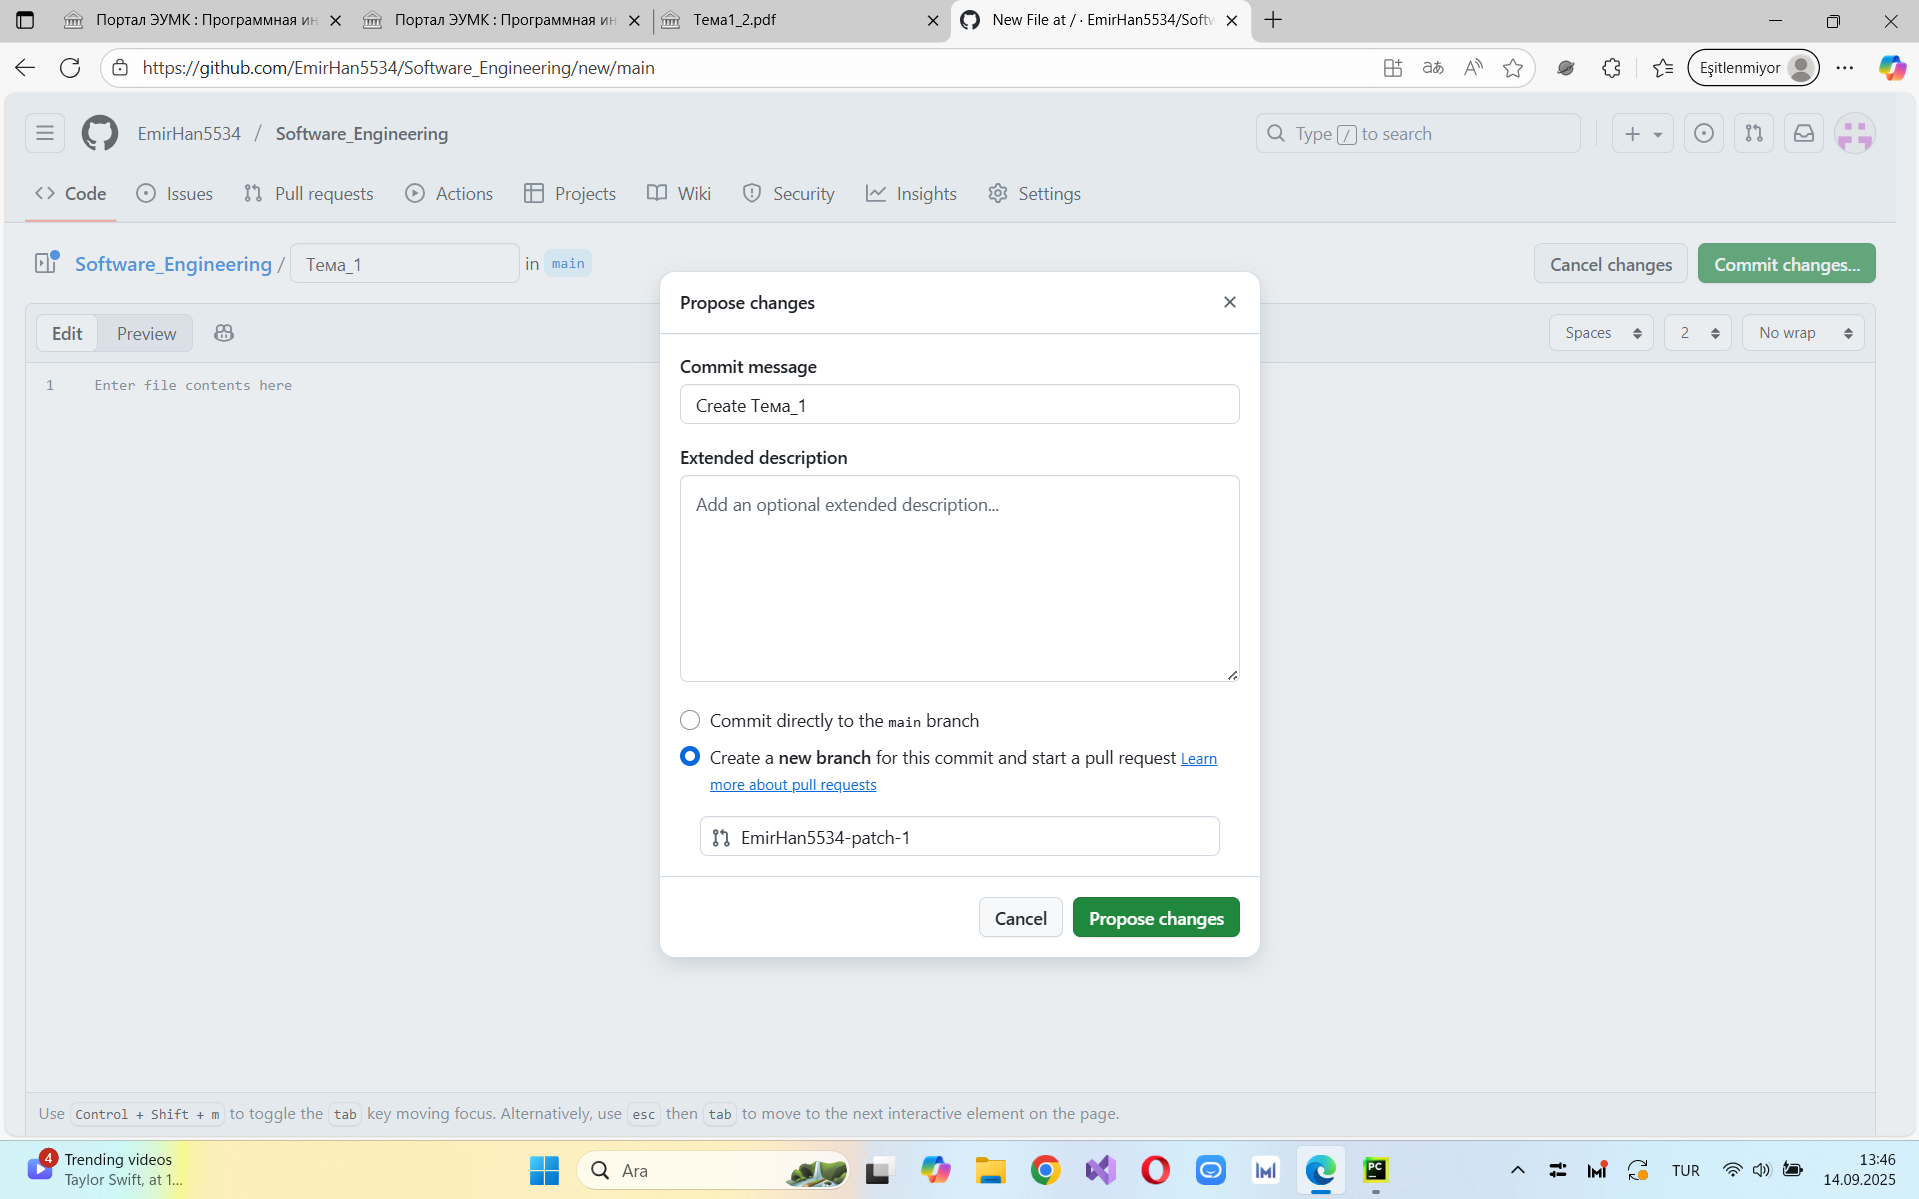 Портал ЭУМК : Программная ин
Портал ЭУМК : Программная ин
Тема1_2.pdf
New File at / · EmirHan5534/Softw
https://github.com/EmirHan5534/Software_Engineering/new/main
Eşitlenmiyor
EmirHan5534 / Software_Engineering
Type / to search
Code
Issues
Pull requests
Actions
Projects
Wiki
Security
Insights
Settings
Software_Engineering / Тема_1 in main
Cancel changes
Commit changes...
Edit
Preview
Spaces
2
No wrap
1 Enter file contents here
Propose changes
Commit message
Create Тема_1
Extended description
Add an optional extended description...
Commit directly to the main branch
Create a new branch for this commit and start a pull request Learn
more about pull requests
EmirHan5534-patch-1
Cancel
Propose changes
Use Control + Shift + m to toggle the tab key moving focus. Alternatively, use esc then tab to move to the next interactive element on the page.
4
Trending videos
Taylor Swift, at 1...
Ara
PC
TUR
13:46
14.09.2025